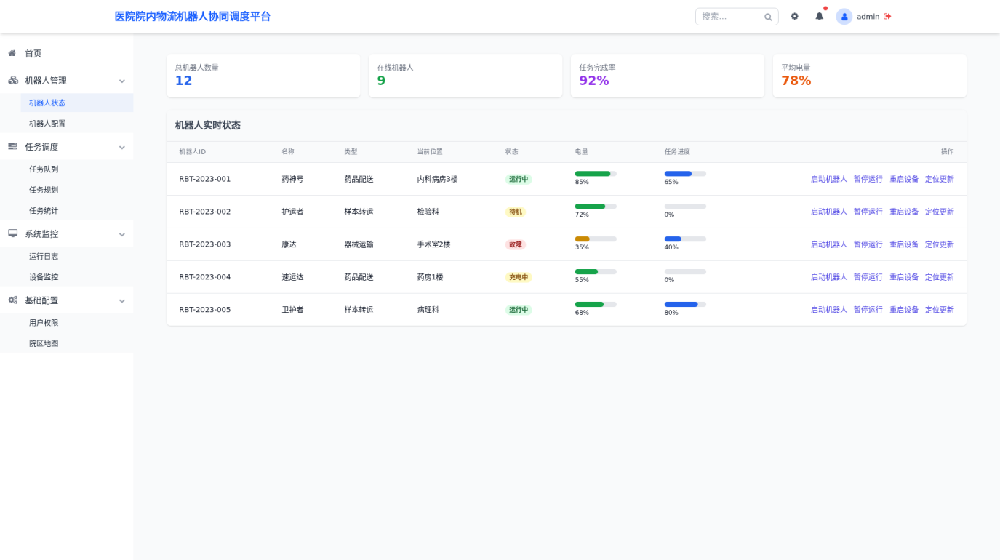 医院院内物流机器人协同调度平台
搜索...
admin
首页
机器人管理
机器人状态
机器人配置
任务调度
任务队列
任务规划
任务统计
系统监控
运行日志
设备监控
基础配置
用户权限
院区地图
总机器人数量
12
在线机器人
9
任务完成率
92%
平均电量
78%
机器人实时状态
机器人ID 名称 类型 当前位置 状态 电量 任务进度 操作
RBT-2023-001 药神号 药品配送 内科病房3楼 运行中 85% 65% 启动机器人 暂停运行 重启设备 定位更新
RBT-2023-002 护运者 样本转运 检验科 待机 72% 0% 启动机器人 暂停运行 重启设备 定位更新
RBT-2023-003 康达 器械运输 手术室2楼 故障 35% 40% 启动机器人 暂停运行 重启设备 定位更新
RBT-2023-004 速运达 药品配送 药房1楼 充电中 55% 0% 启动机器人 暂停运行 重启设备 定位更新
RBT-2023-005 卫护者 样本转运 病理科 运行中 68% 80% 启动机器人 暂停运行 重启设备 定位更新